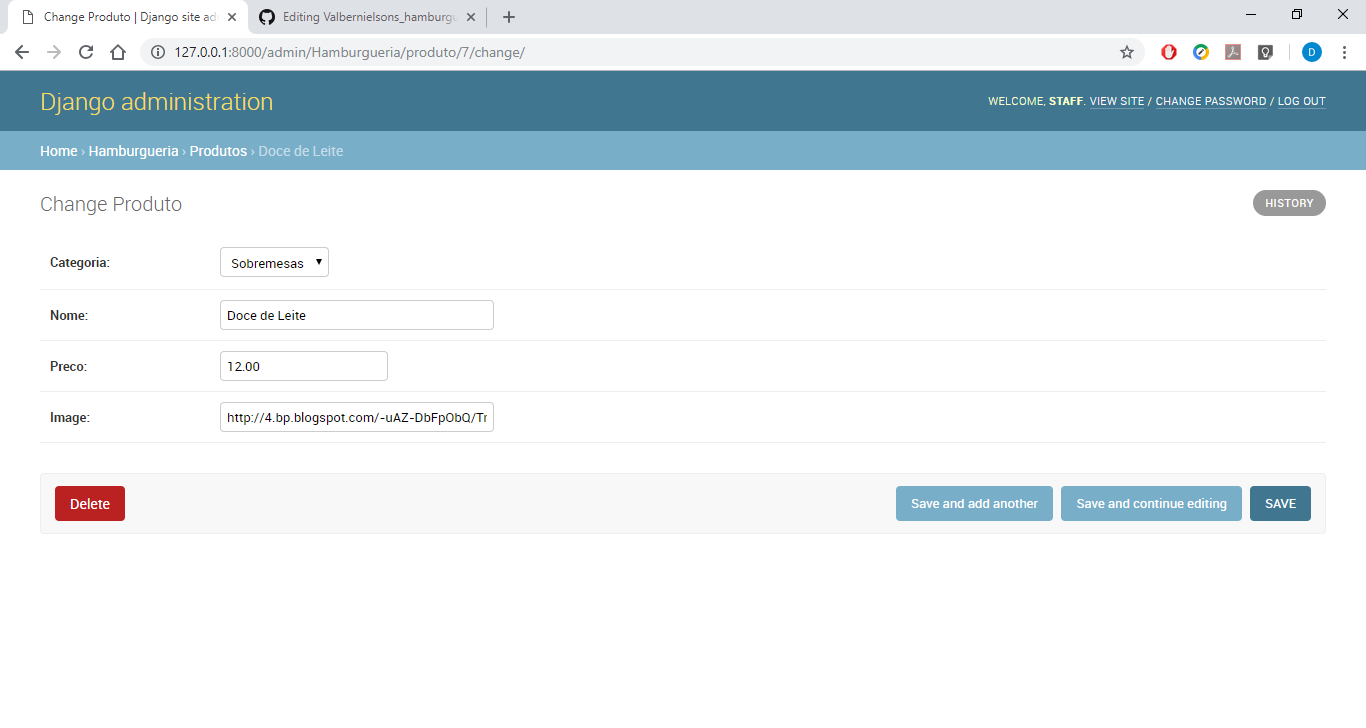 Change Produto | Django site ad
Editing Valbernielsons_hamburgu
127.0.0.1:8000/admin/Hamburgueria/produto/7/change/
D
Django administration
WELCOME, STAFF. VIEW SITE / CHANGE PASSWORD / LOG OUT
Home › Hamburgueria › Produtos › Doce de Leite
Change Produto
HISTORY
Categoria: Sobremesas
Nome: Doce de Leite
Preco: 12.00
Image: http://4.bp.blogspot.com/-uAZ-DbFpObQ/Tr
Delete
Save and add another
Save and continue editing
SAVE